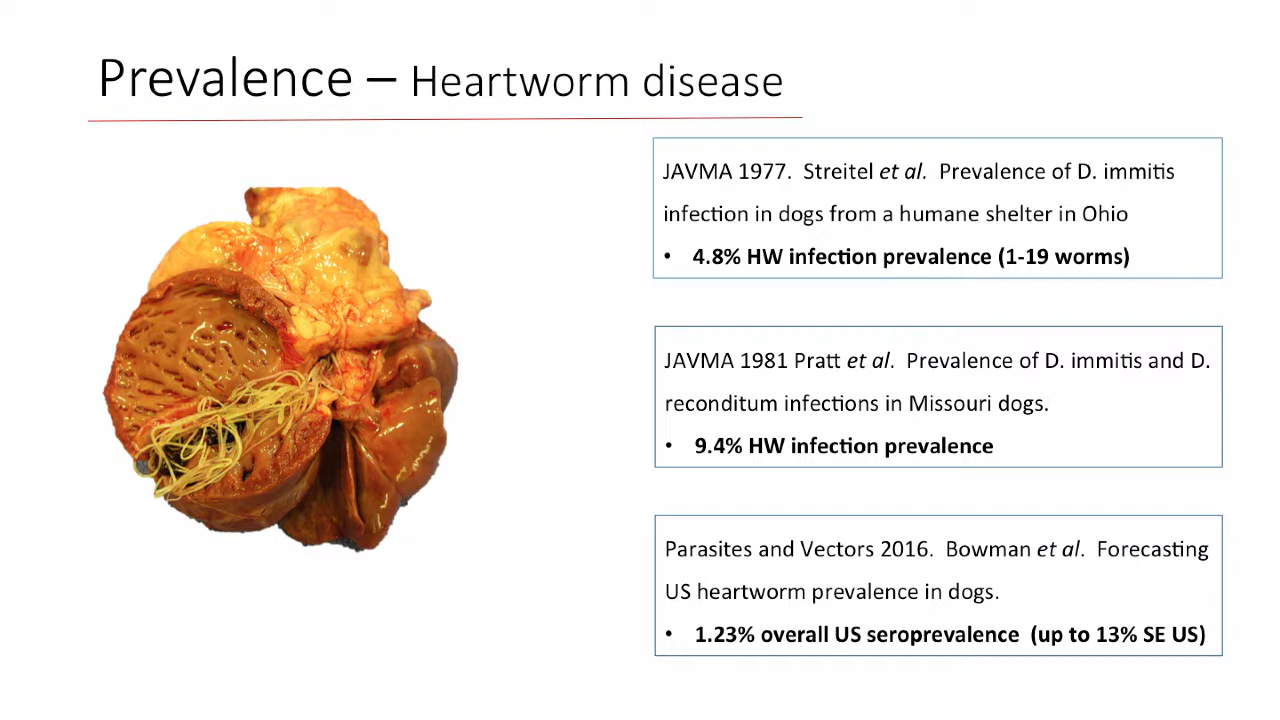 Prevalence – Heartworm disease
JAVMA 1977. Streitel et al. Prevalence of D. immitis
infection in dogs from a humane shelter in Ohio
• 4.8% HW infection prevalence (1-19 worms)
JAVMA 1981 Pratt et al. Prevalence of D. immitis and D.
reconditum infections in Missouri dogs.
• 9.4% HW infection prevalence
Parasites and Vectors 2016. Bowman et al. Forecasting
US heartworm prevalence in dogs.
• 1.23% overall US seroprevalence (up to 13% SE US)